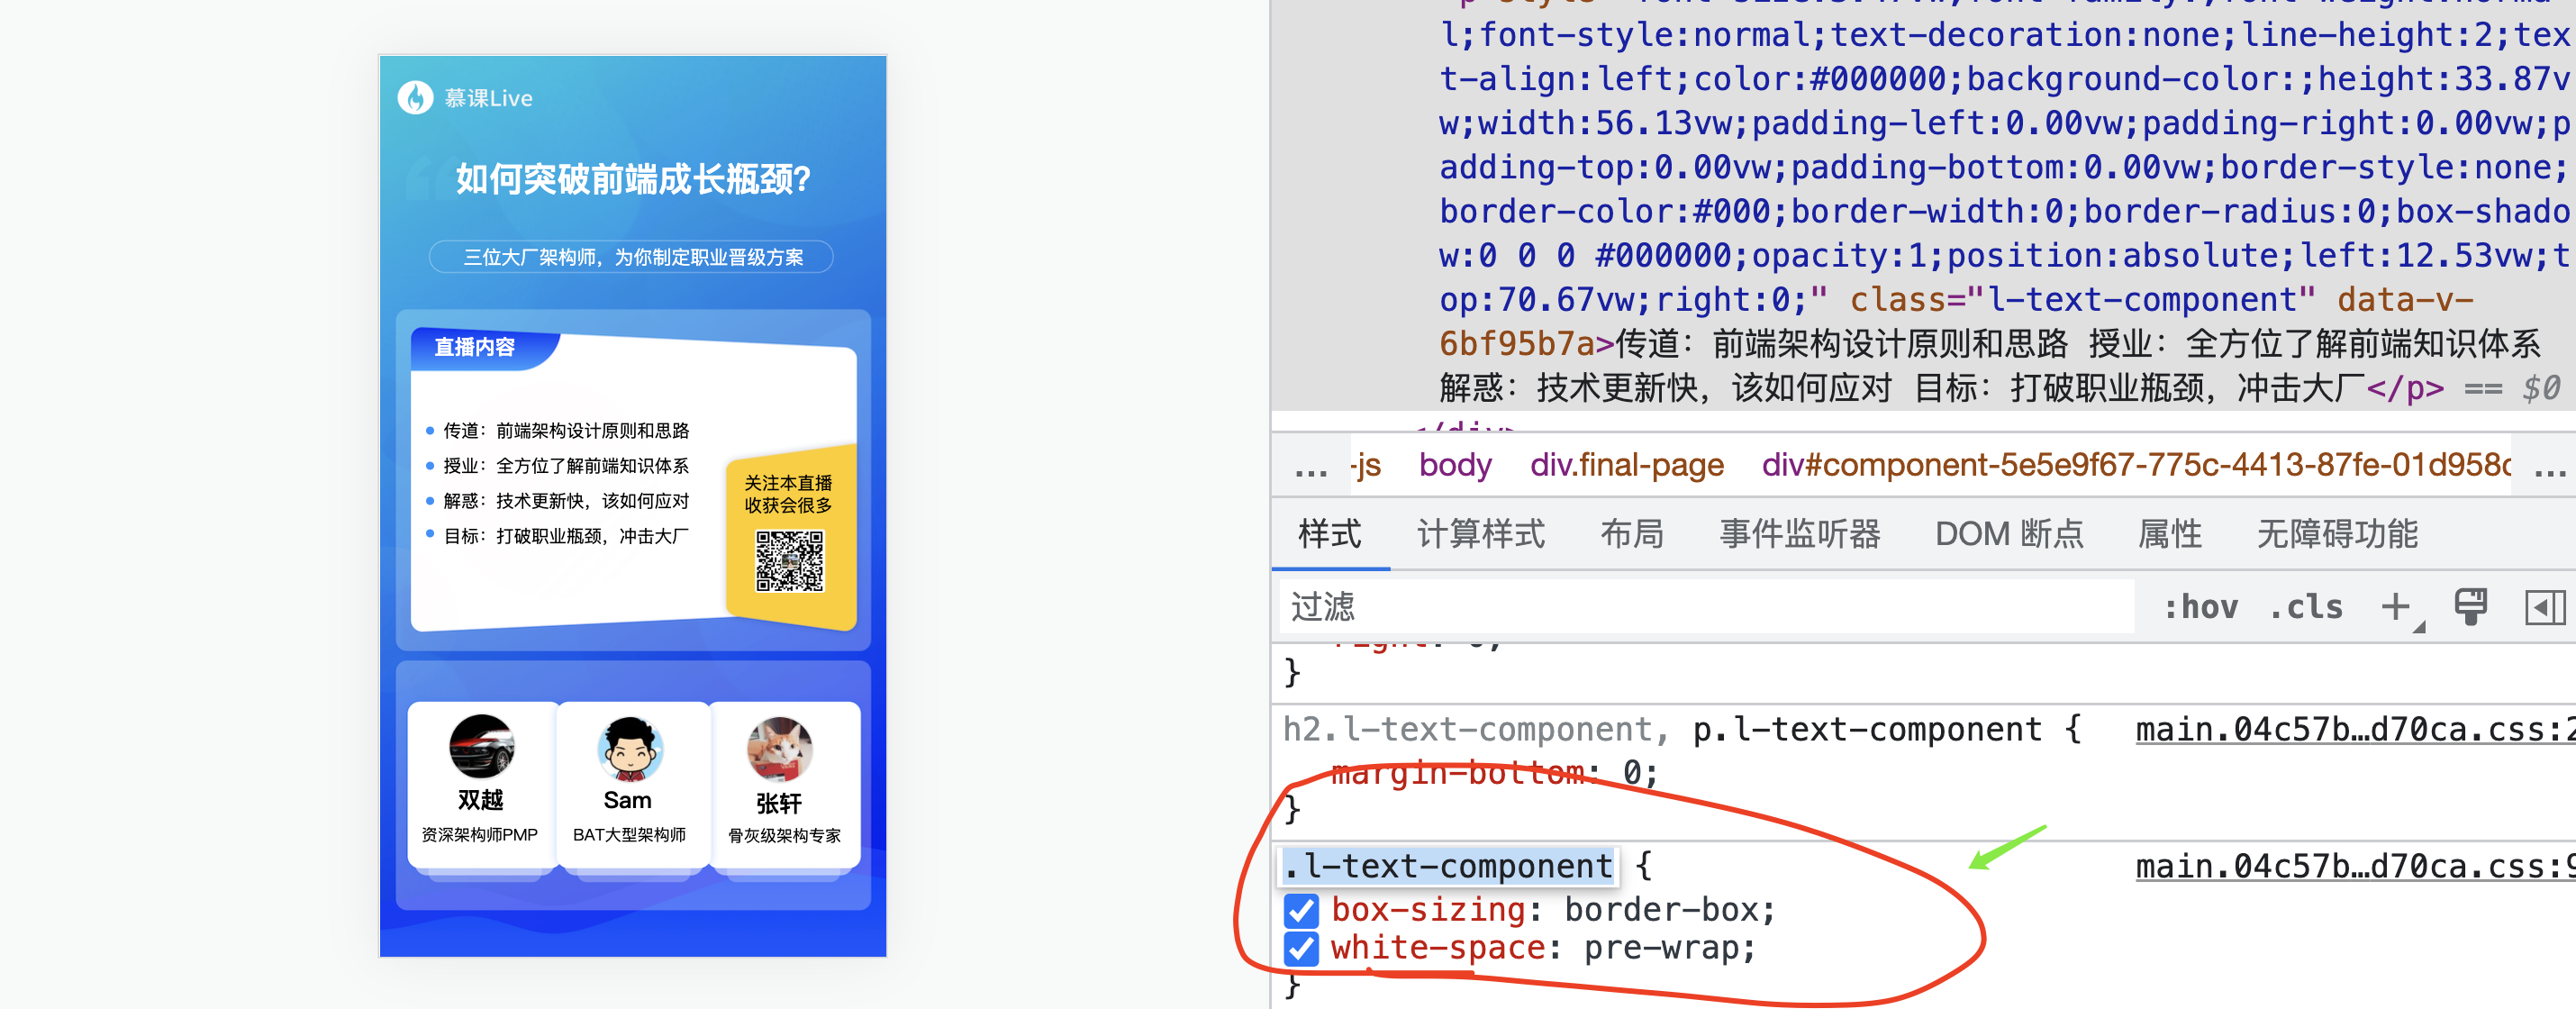 慕课Live
如何突破前端成长瓶颈?
三位大厂架构师，为你制定职业晋级方案
直播内容
传道：前端架构设计原则和思路
授业：全方位了解前端知识体系
解惑：技术更新快，该如何应对
目标：打破职业瓶颈，冲击大厂
关注本直播
收获会很多
双越
资深架构师PMP
Sam
BAT大型架构师
张轩
骨灰级架构专家
l;font-style:normal;text-decoration:none;line-height:2;tex
t-align:left;color:#000000;background-color:;height:33.87v
w;width:56.13vw;padding-left:0.00vw;padding-right:0.00vw;p
adding-top:0.00vw;padding-bottom:0.00vw;border-style:none;
border-color:#000;border-width:0;border-radius:0;box-shado
w:0 0 0 #000000;opacity:1;position:absolute;left:12.53vw;t
op:70.67vw;right:0;" class="l-text-component" data-v-
6bf95b7a>传道：前端架构设计原则和思路 授业：全方位了解前端知识体系
解惑：技术更新快，该如何应对 目标：打破职业瓶颈，冲击大厂</p> == $0
</div>
... -js body div.final-page div#component-5e5e9f67-775c-4413-87fe-01d958c ...
样式 计算样式 布局 事件监听器 DOM 断点 属性 无障碍功能
过滤 :hov .cls +
right: 0;
}
h2.l-text-component, p.l-text-component { main.04c57b…d70ca.css:2
margin-bottom: 0;
}
.l-text-component { main.04c57b…d70ca.css:9
box-sizing: border-box;
white-space: pre-wrap;
}